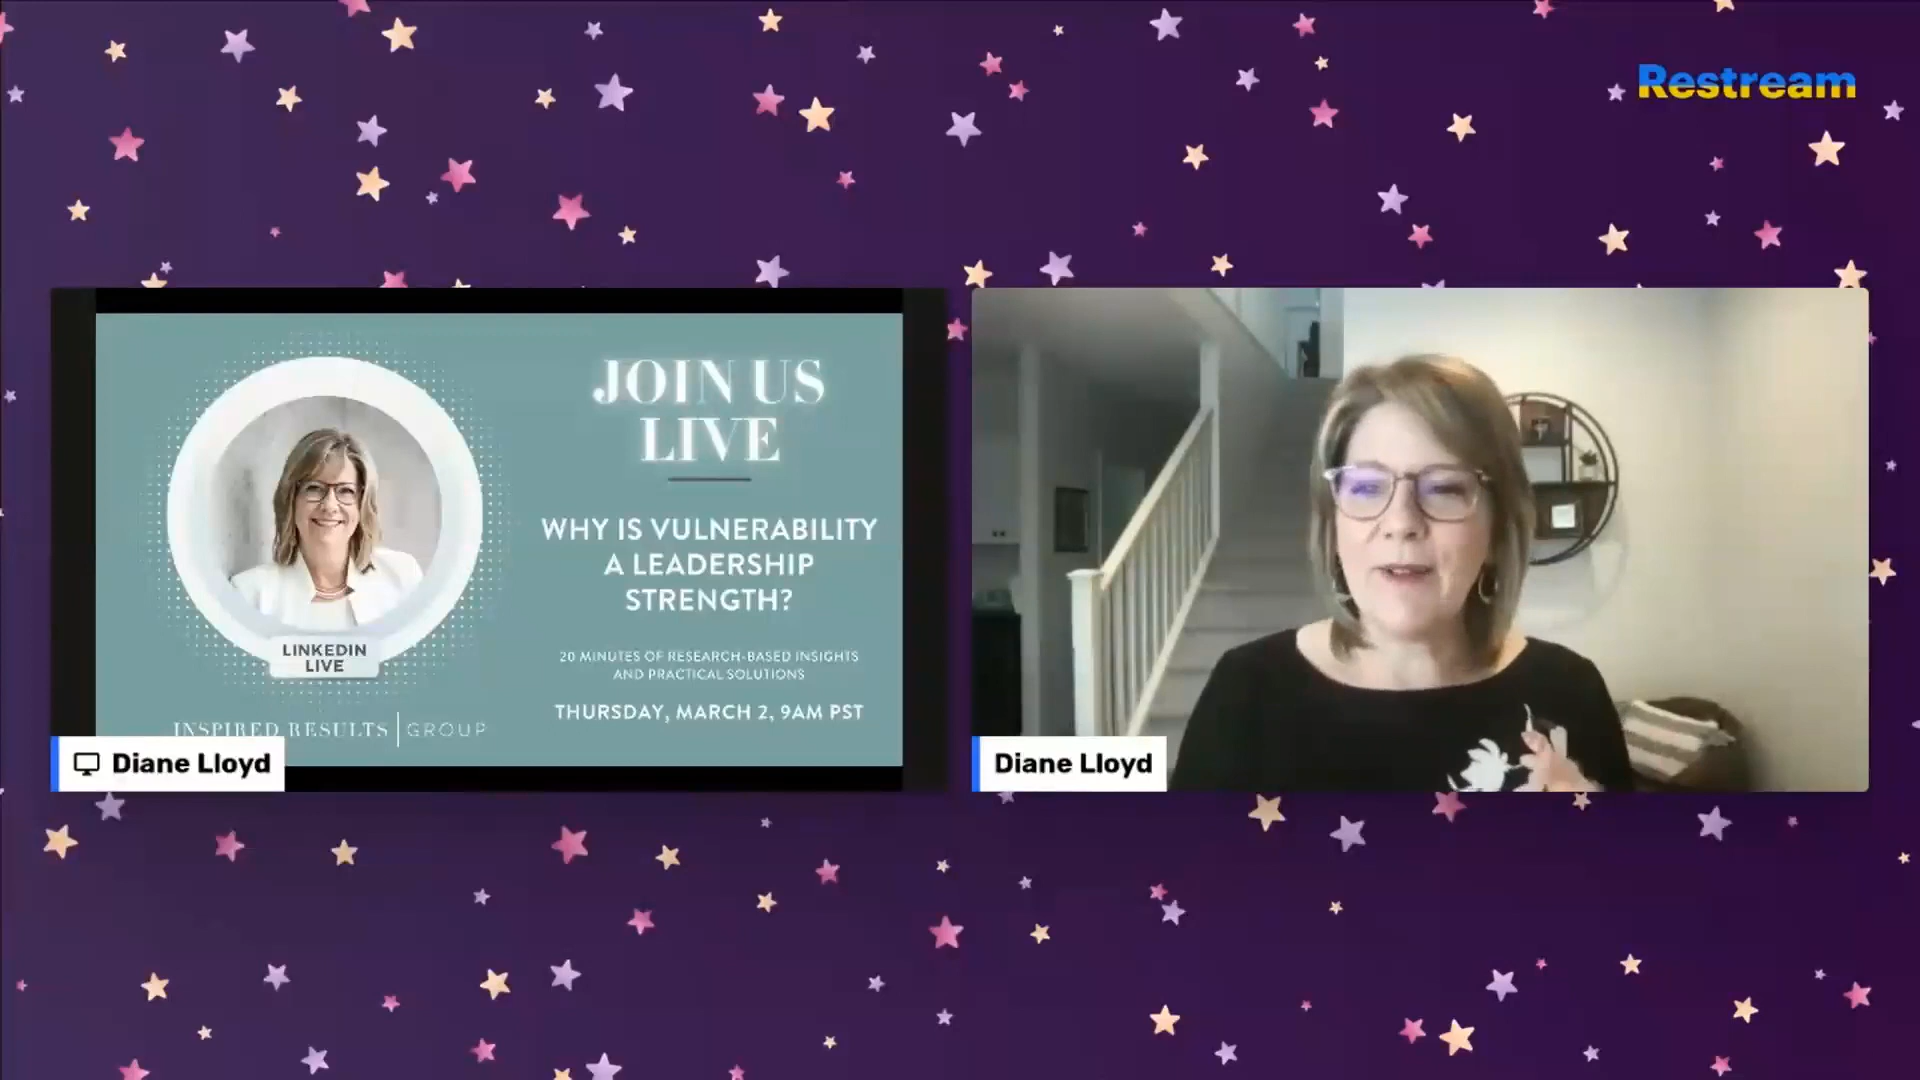 Restream
JOIN US
LIVE
WHY IS VULNERABILITY
A LEADERSHIP
STRENGTH?
20 MINUTES OF RESEARCH-BASED INSIGHTS
AND PRACTICAL SOLUTIONS
THURSDAY, MARCH 2, 9AM PST
LINKEDIN
LIVE
INSPIRED RESULTS | GROUP
Diane Lloyd
Diane Lloyd